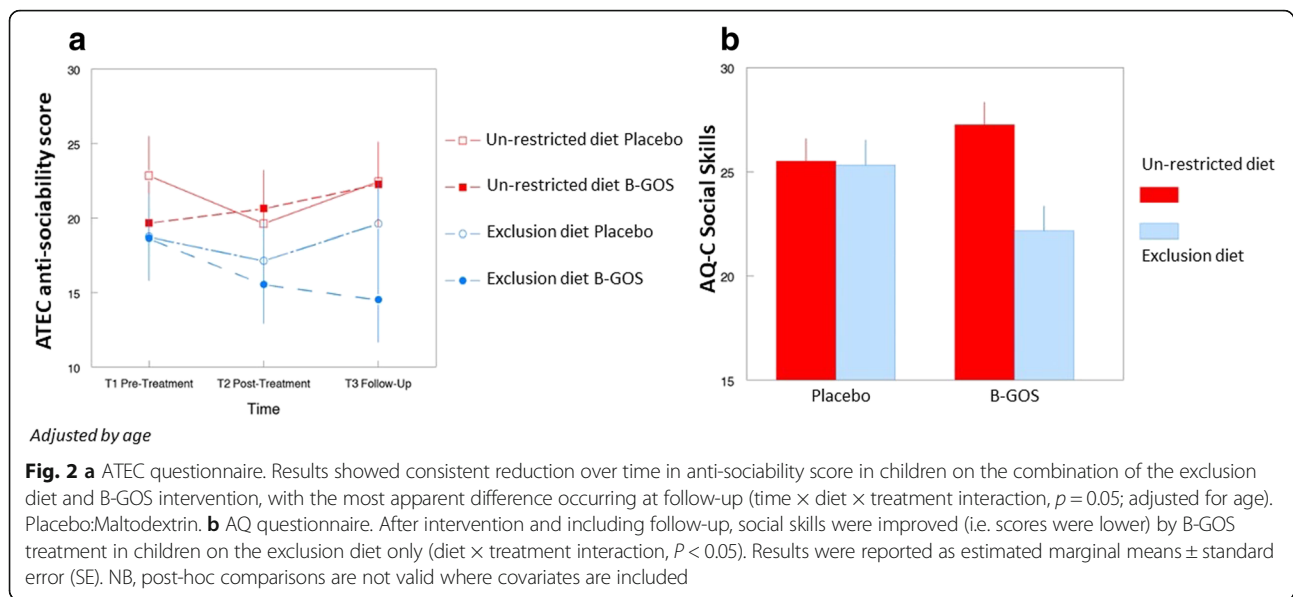 a
30
25
20
15
10
ATEC anti-sociability score
T1 Pre-Treatment
T2 Post-Treatment
T3 Follow-Up
Time
Un-restricted diet Placebo
Un-restricted diet B-GOS
Exclusion diet Placebo
Exclusion diet B-GOS
Adjusted by age
b
30
25
20
15
AQ-C Social Skills
Placebo
B-GOS
Un-restricted diet
Exclusion diet
Fig. 2 a ATEC questionnaire. Results showed consistent reduction over time in anti-sociability score in children on the combination of the exclusion
diet and B-GOS intervention, with the most apparent difference occurring at follow-up (time × diet × treatment interaction, p = 0.05; adjusted for age).
Placebo:Maltodextrin. b AQ questionnaire. After intervention and including follow-up, social skills were improved (i.e. scores were lower) by B-GOS
treatment in children on the exclusion diet only (diet × treatment interaction, P < 0.05). Results were reported as estimated marginal means ± standard
error (SE). NB, post-hoc comparisons are not valid where covariates are included